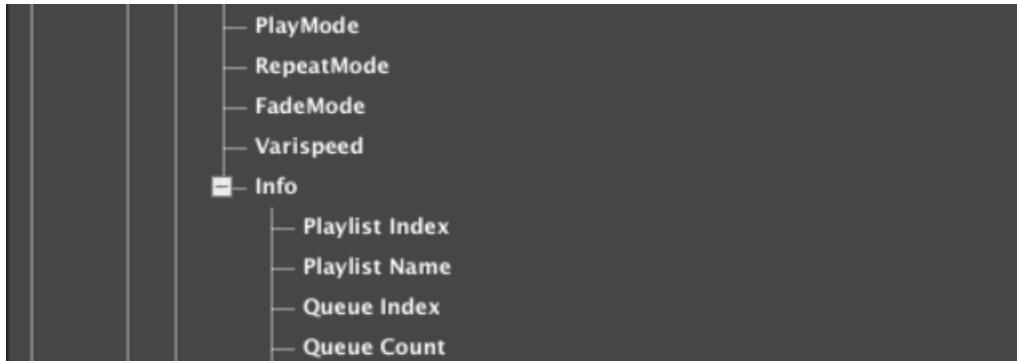 PlayMode
RepeatMode
FadeMode
Varispeed
Info
Playlist Index
Playlist Name
Queue Index
Queue Count